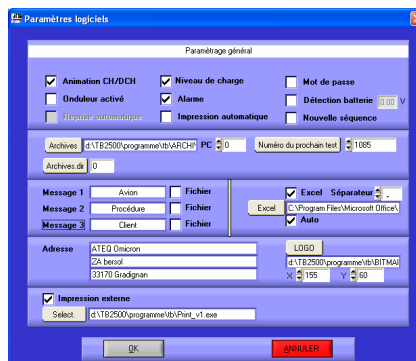 Paramètres logiciels
Paramètrage général
Animation CH/DCH Niveau de charge Mot de passe
Onduleur activé Alarme Détection batterie 0.00 V
Reprise automatique Impression automatique Nouvelle séquence
Archives d:\TB2500\programme\tb\ARCHIV PC 0 Numéro du prochain test 1085
Archives.dir 0
Message 1 Avion Fichier Excel Séparateur ,
Message 2 Procédure Fichier Excel C:\Program Files\Microsoft Office\
Message 3 Client Fichier Auto
Adresse ATEQ Omicron LOGO
ZA bersol d:\TB2500\programme\tb\BITMAI
33170 Gradignan X 155 Y 60
Impression externe
Select. d:\TB2500\programme\tb\Print_v1.exe
OK ANNULER